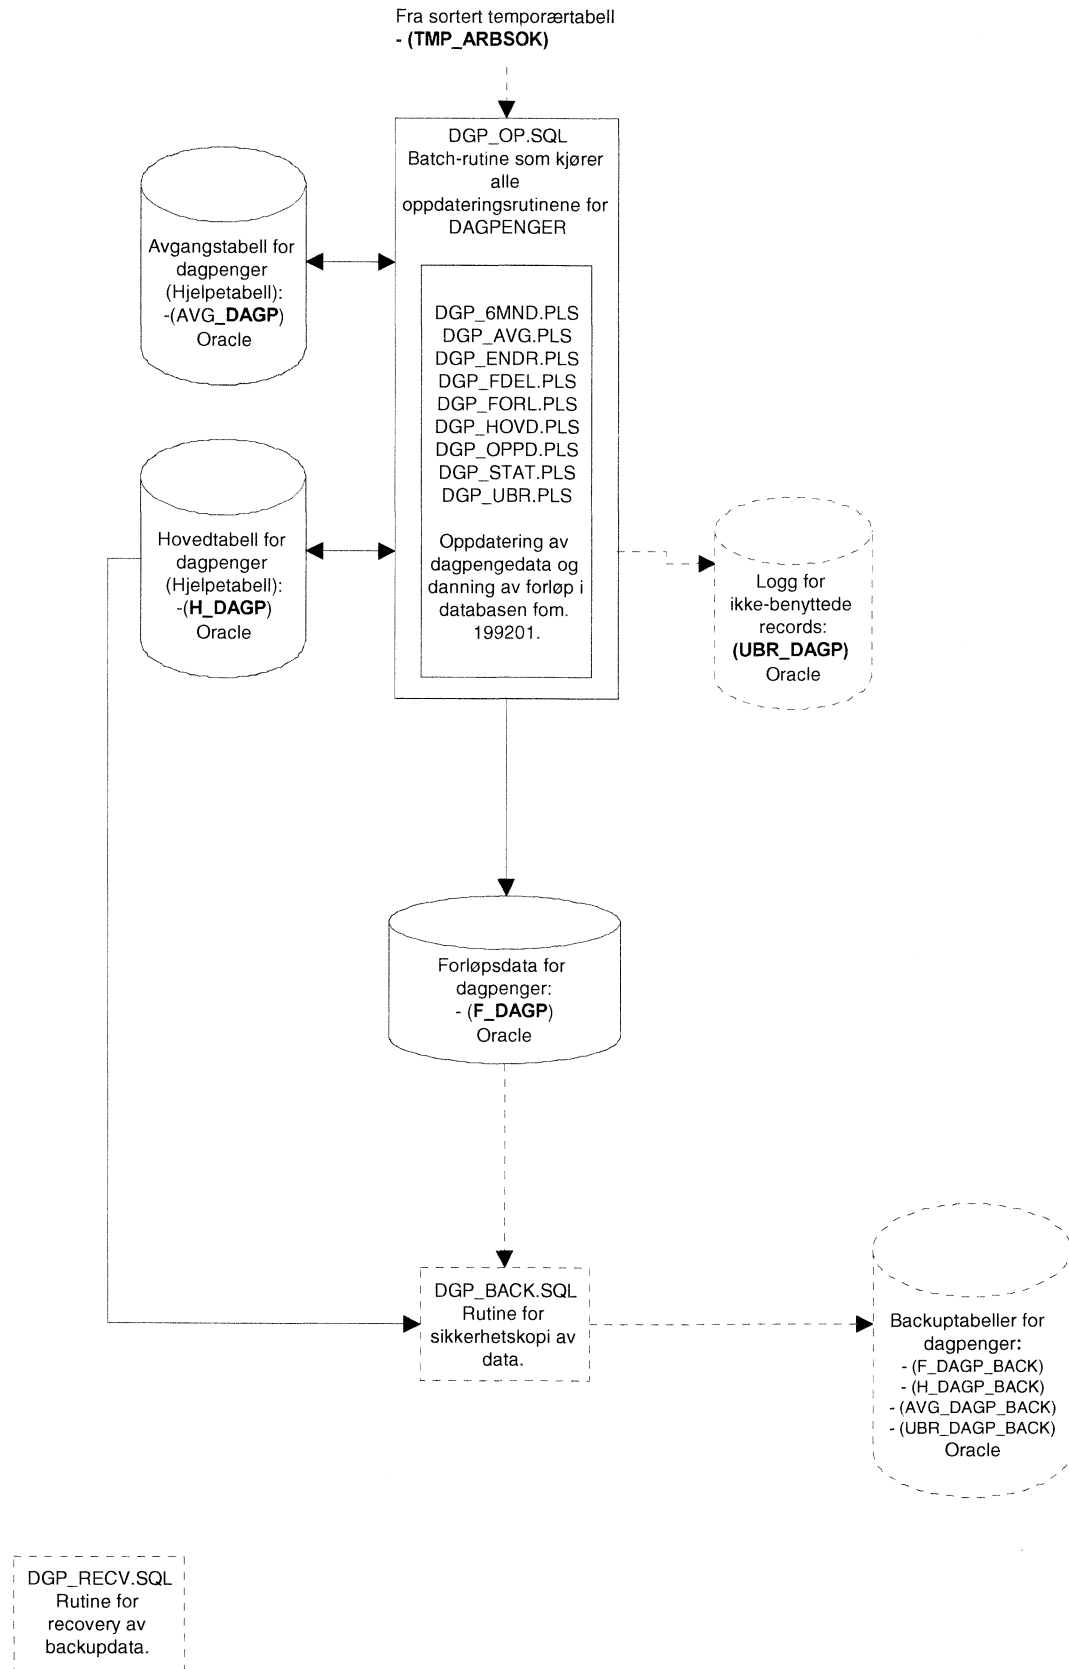 Fra sortert temporærtabell
- (TMP_ARBSOK)
DGP_OP.SQL
Batch-rutine som kjører
alle
oppdateringsrutinene for
DAGPENGER
Avgangstabell for
dagpenger
(Hjelpetabell):
-(AVG_DAGP)
Oracle
DGP_6MND.PLS
DGP_AVG.PLS
DGP_ENDR.PLS
DGP_FDEL.PLS
DGP_FORL.PLS
DGP_HOVD.PLS
DGP_OPPD.PLS
DGP_STAT.PLS
DGP_UBR.PLS
Oppdatering av
dagpengedata og
danning av forløp i
databasen fom.
199201.
Hovedtabell for
dagpenger
(Hjelpetabell):
-(H_DAGP)
Oracle
Logg for
ikke-benyttede
records:
(UBR_DAGP)
Oracle
Forløpsdata for
dagpenger:
- (F_DAGP)
Oracle
DGP_BACK.SQL
Rutine for
sikkerhetskopi av
data.
Backuptabeller for
dagpenger:
- (F_DAGP_BACK)
- (H_DAGP_BACK)
- (AVG_DAGP_BACK)
- (UBR_DAGP_BACK)
Oracle
DGP_RECV.SQL
Rutine for
recovery av
backupdata.